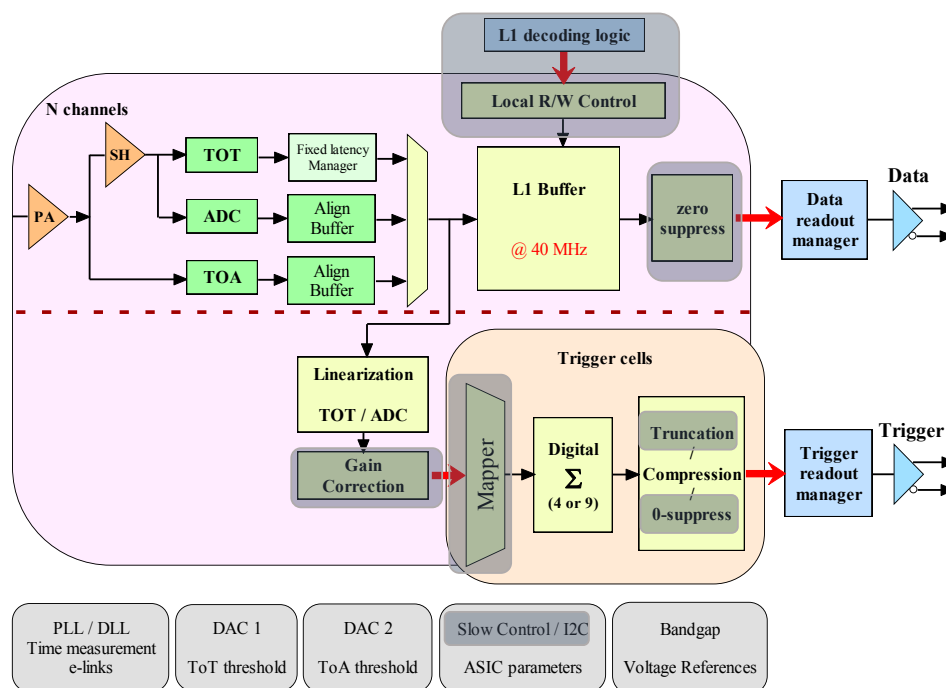 L1 decoding logic
Local R/W Control
N channels
SH
TOT
Fixed latency
Manager
PA
ADC
Align
Buffer
TOA
Align
Buffer
L1 Buffer
@ 40 MHz
zero
suppress
Data
readout
manager
Data
Linearization
TOT / ADC
Gain
Correction
Trigger cells
Mapper
Digital
Σ
(4 or 9)
Truncation
/
Compression
/
0-suppress
Trigger
readout
manager
Trigger
PLL / DLL
Time measurement
e-links
DAC 1
ToT threshold
DAC 2
ToA threshold
Slow Control / I2C
ASIC parameters
Bandgap
Voltage References